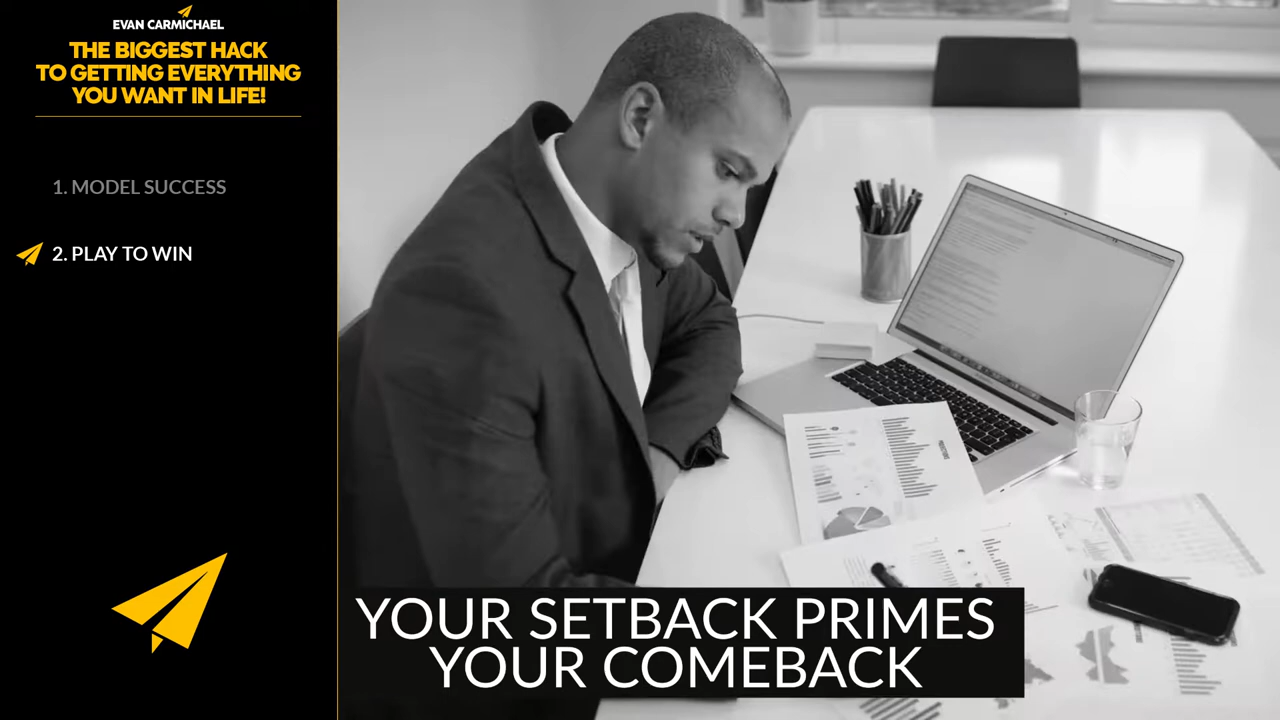 EVAN CARMICHAEL
THE BIGGEST HACK
TO GETTING EVERYTHING
YOU WANT IN LIFE!
1. MODEL SUCCESS
2. PLAY TO WIN
YOUR SETBACK PRIMES
YOUR COMEBACK